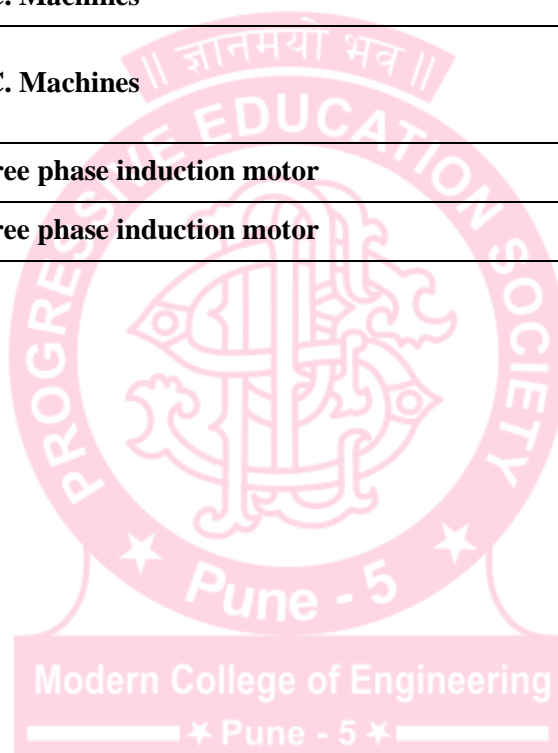 C. Machines
॥ ज्ञानमयो भव ॥
C. Machines
PROGRESSIVE EDUCATION SOCIETY
ree phase induction motor
ree phase induction motor
Pune - 5
Modern College of Engineering
Pune - 5